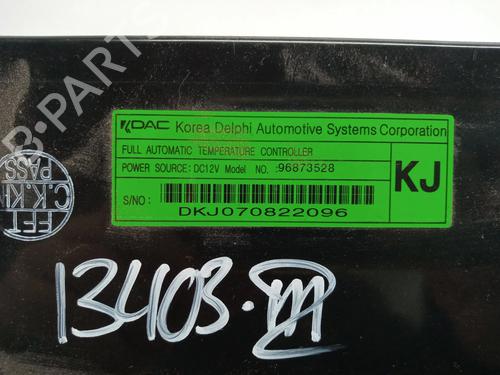 KDAC Korea Delphi Automotive Systems Corporation
FULL AUTOMATIC TEMPERATURE CONTROLLER
POWER SOURCE: DC12V Model NO. :96873528
KJ
S/NO :
DKJ070822096
PASS
13403.
B-PARTS